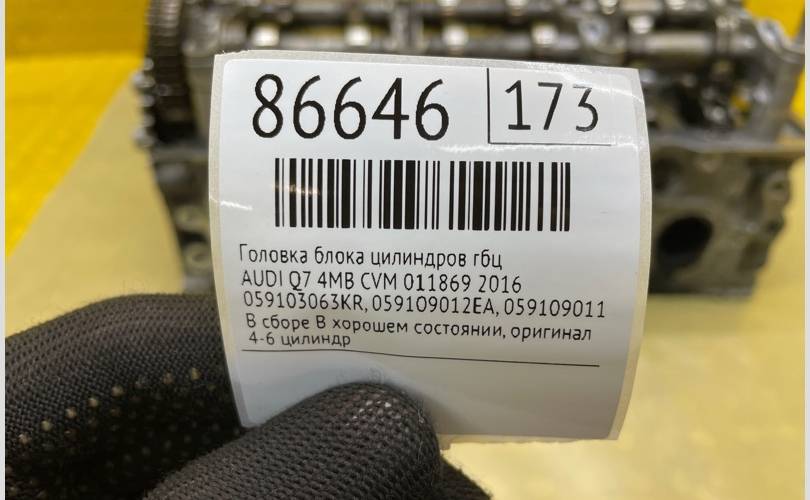 86646 173
Головка блока цилиндров гбц
AUDI Q7 4MB CVM 011869 2016
059103063KR, 059109012EA, 059109011
В сборе В хорошем состоянии, оригинал
4-6 цилиндр